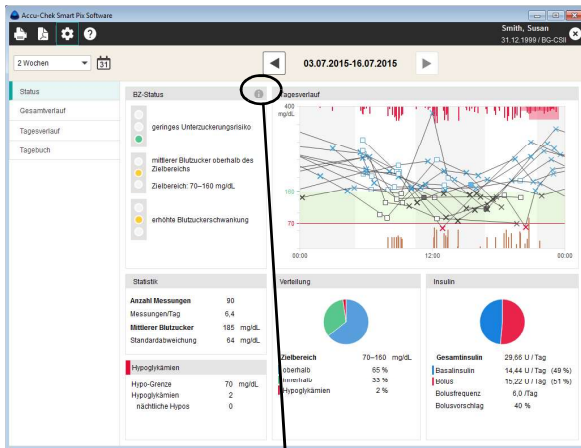 Accu-Chek Smart Pix Software
Smith, Susan
31.12.1999 / BG-CSII
2 Wochen
31
03.07.2015-16.07.2015
Status
Gesamtverlauf
Tagesverlauf
Tagebuch
BZ-Status
geringes Unterzuckerungsrisiko
mittlerer Blutzucker oberhalb des
Zielbereichs
Zielbereich: 70–160 mg/dL
erhöhte Blutzuckerschwankung
Tagesverlauf
400
mg/dL
160
70
00:00 12:00 00:00
Statistik
Anzahl Messungen 90
Messungen/Tag 6,4
Mittlerer Blutzucker 185 mg/dL
Standardabweichung 64 mg/dL
Hypoglykämien
Hypo-Grenze 70 mg/dL
Hypoglykämien 2
nächtliche Hypos 0
Verteilung
Zielbereich 70–160 mg/dL
oberhalb 65 %
innerhalb 33 %
Hypoglykämien 2 %
Insulin
Gesamtinsulin 29,66 U / Tag
Basalinsulin 14,44 U / Tag (49 %)
Bolus 15,22 U / Tag (51 %)
Bolusfrequenz 6,0 /Tag
Bolusvorschlag 40 %